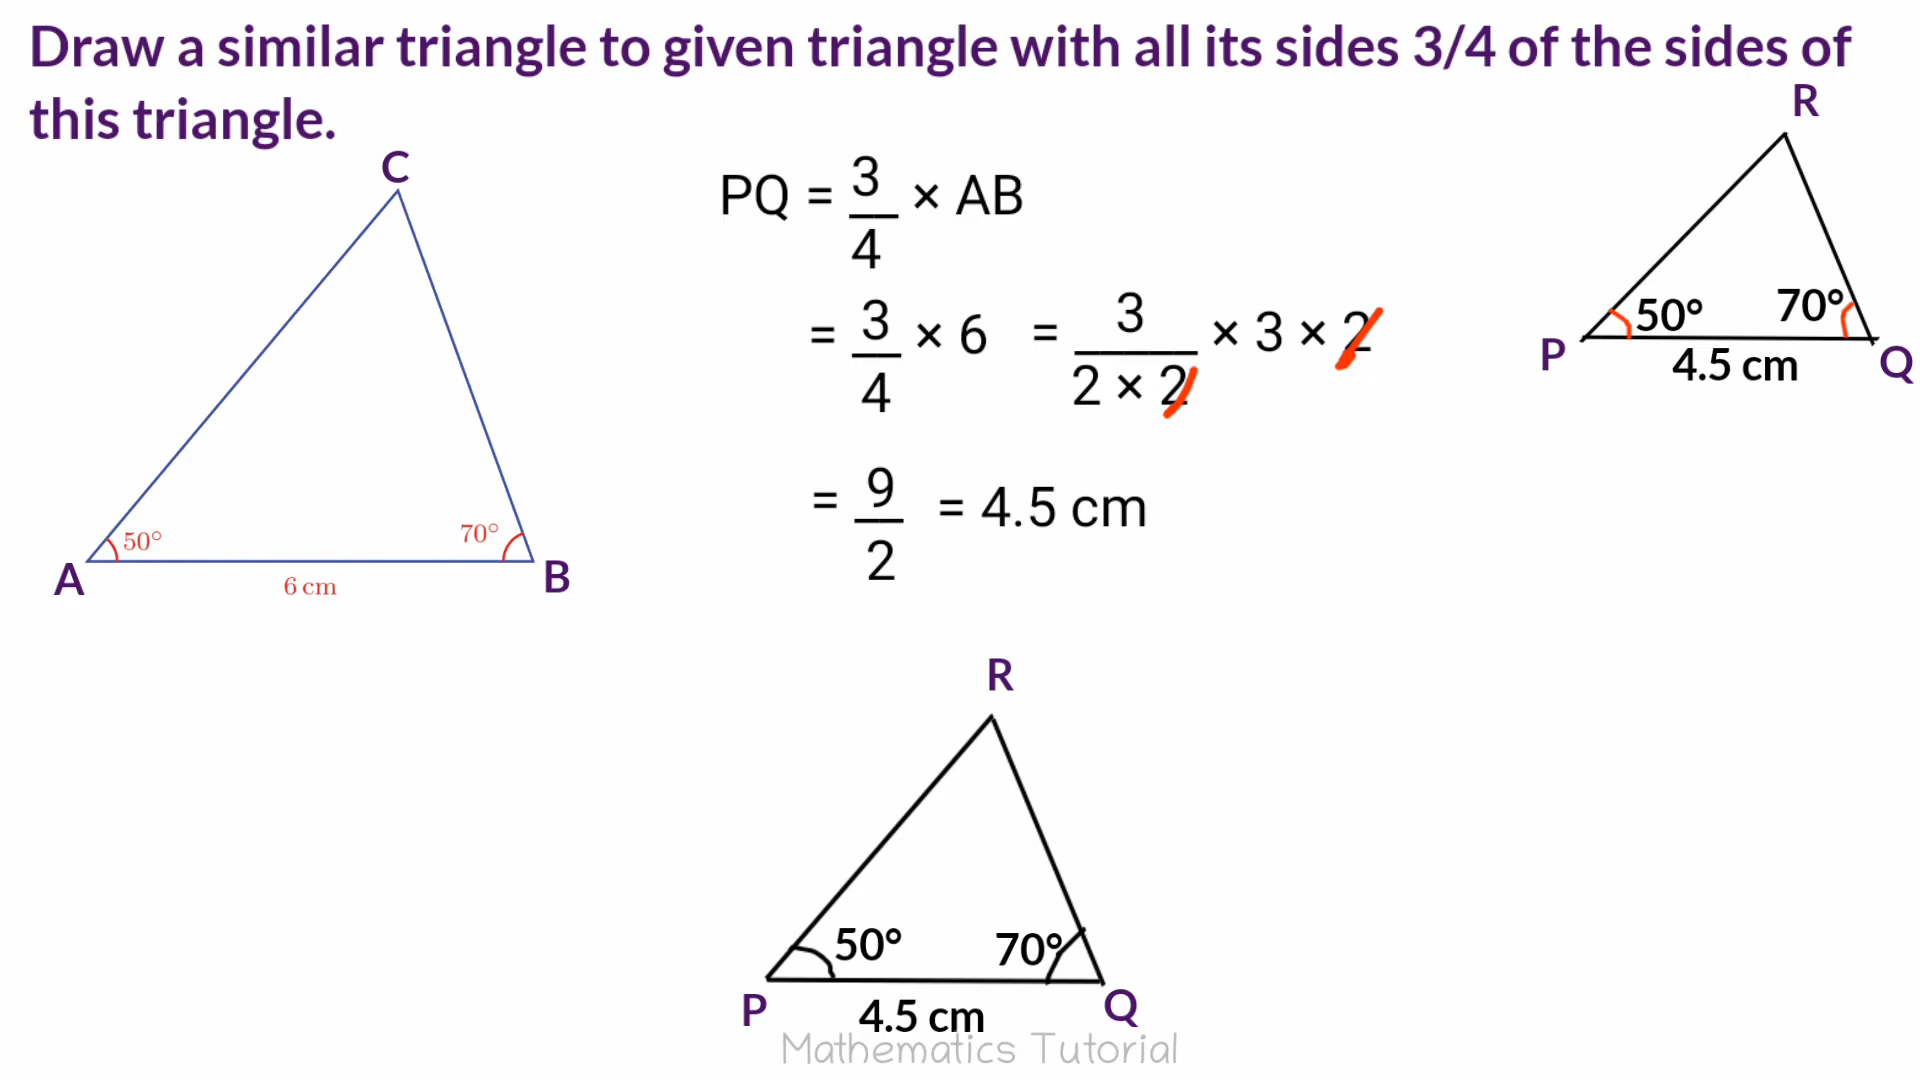 Draw a similar triangle to given triangle with all its sides 3/4 of the sides of
this triangle.
C
50°
70°
A
B
6 cm
PQ = 3/4 × AB
= 3/4 × 6 = 3/(2 × 2) × 3 × 2
= 9/2 = 4.5 cm
R
50°
70°
P
4.5 cm
Q
R
50°
70°
P
4.5 cm
Q
Mathematics Tutorial